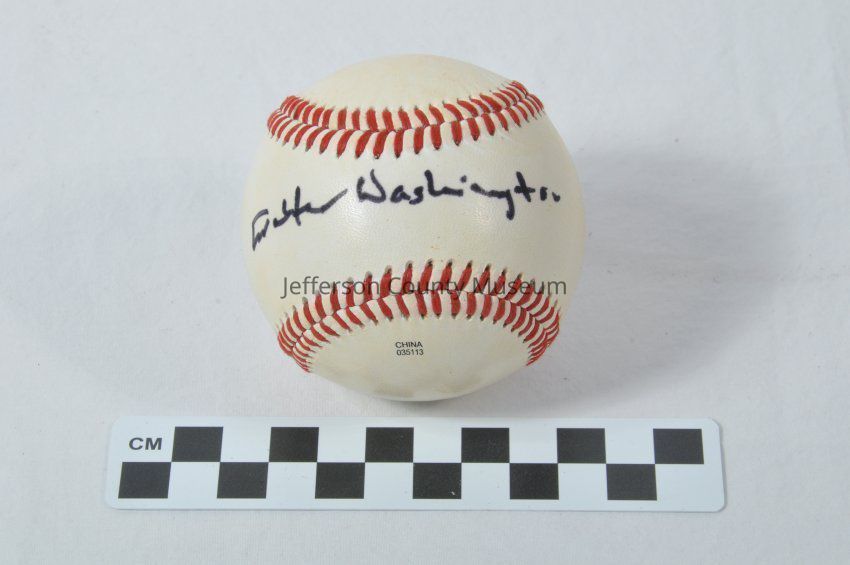 Washington
Jefferson County Museum
CHINA
035113
CM